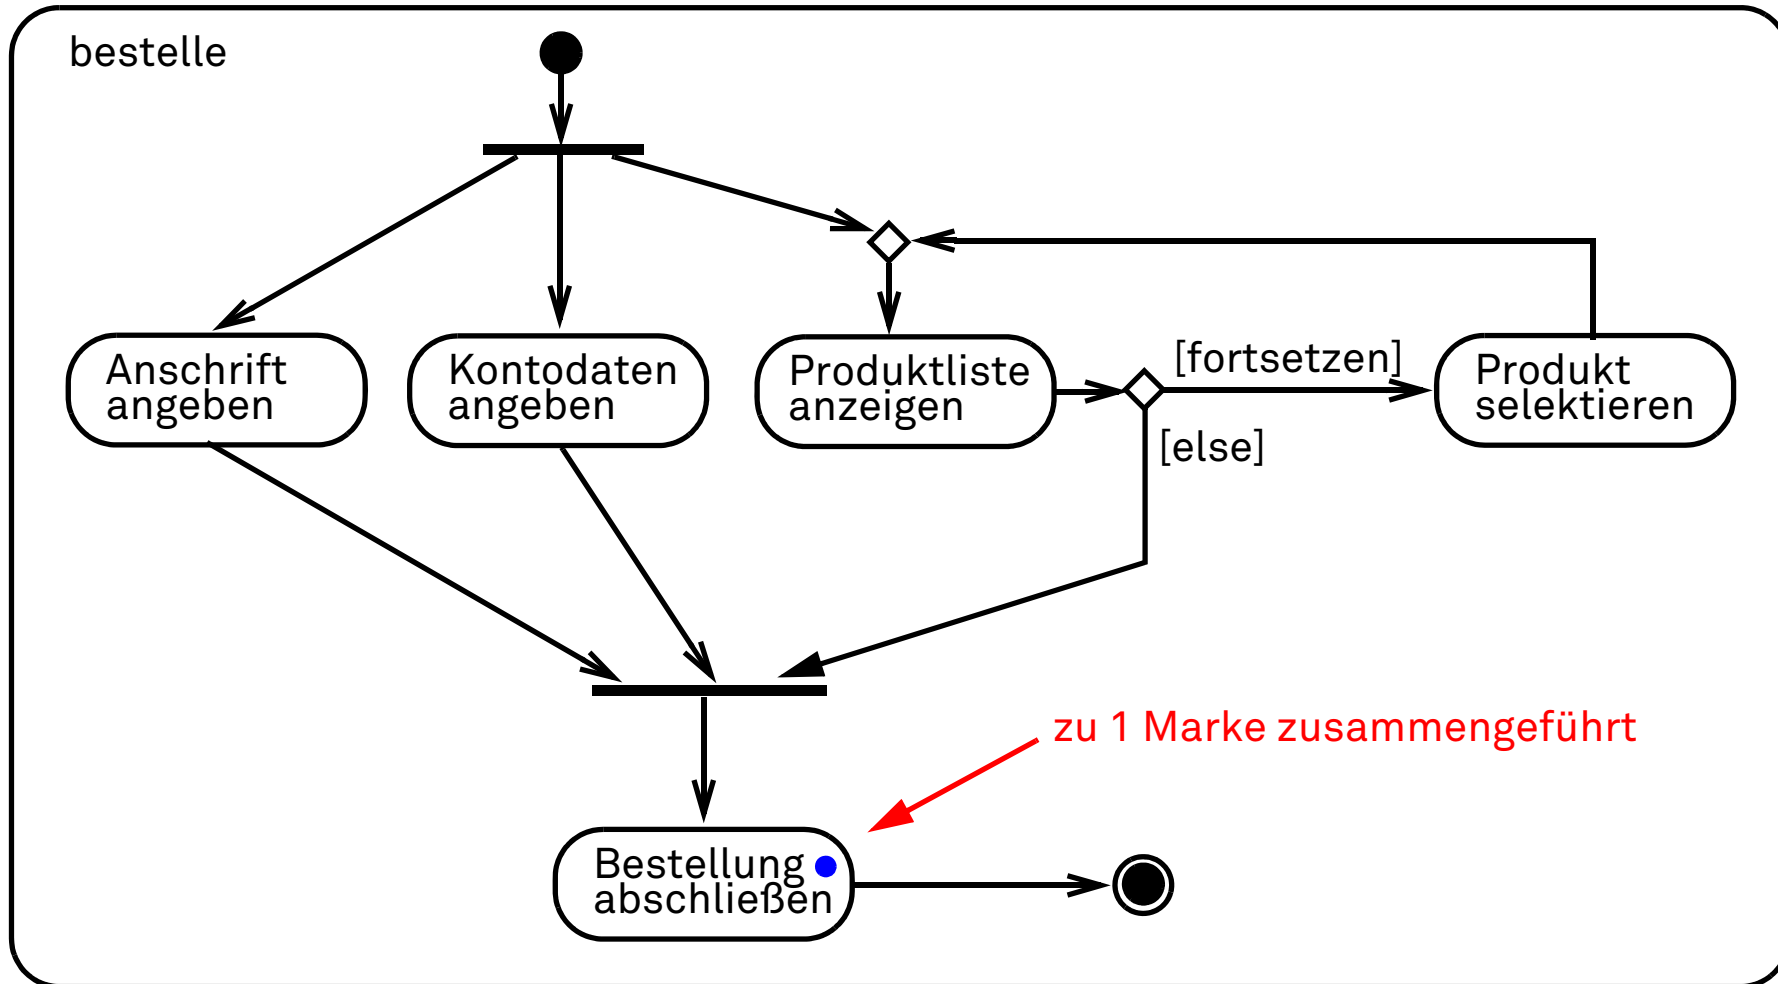 bestelle
Anschrift
angeben
Kontodaten
angeben
Produktliste
anzeigen
[fortsetzen]
[else]
Produkt
selektieren
zu 1 Marke zusammengeführt
Bestellung
abschließen